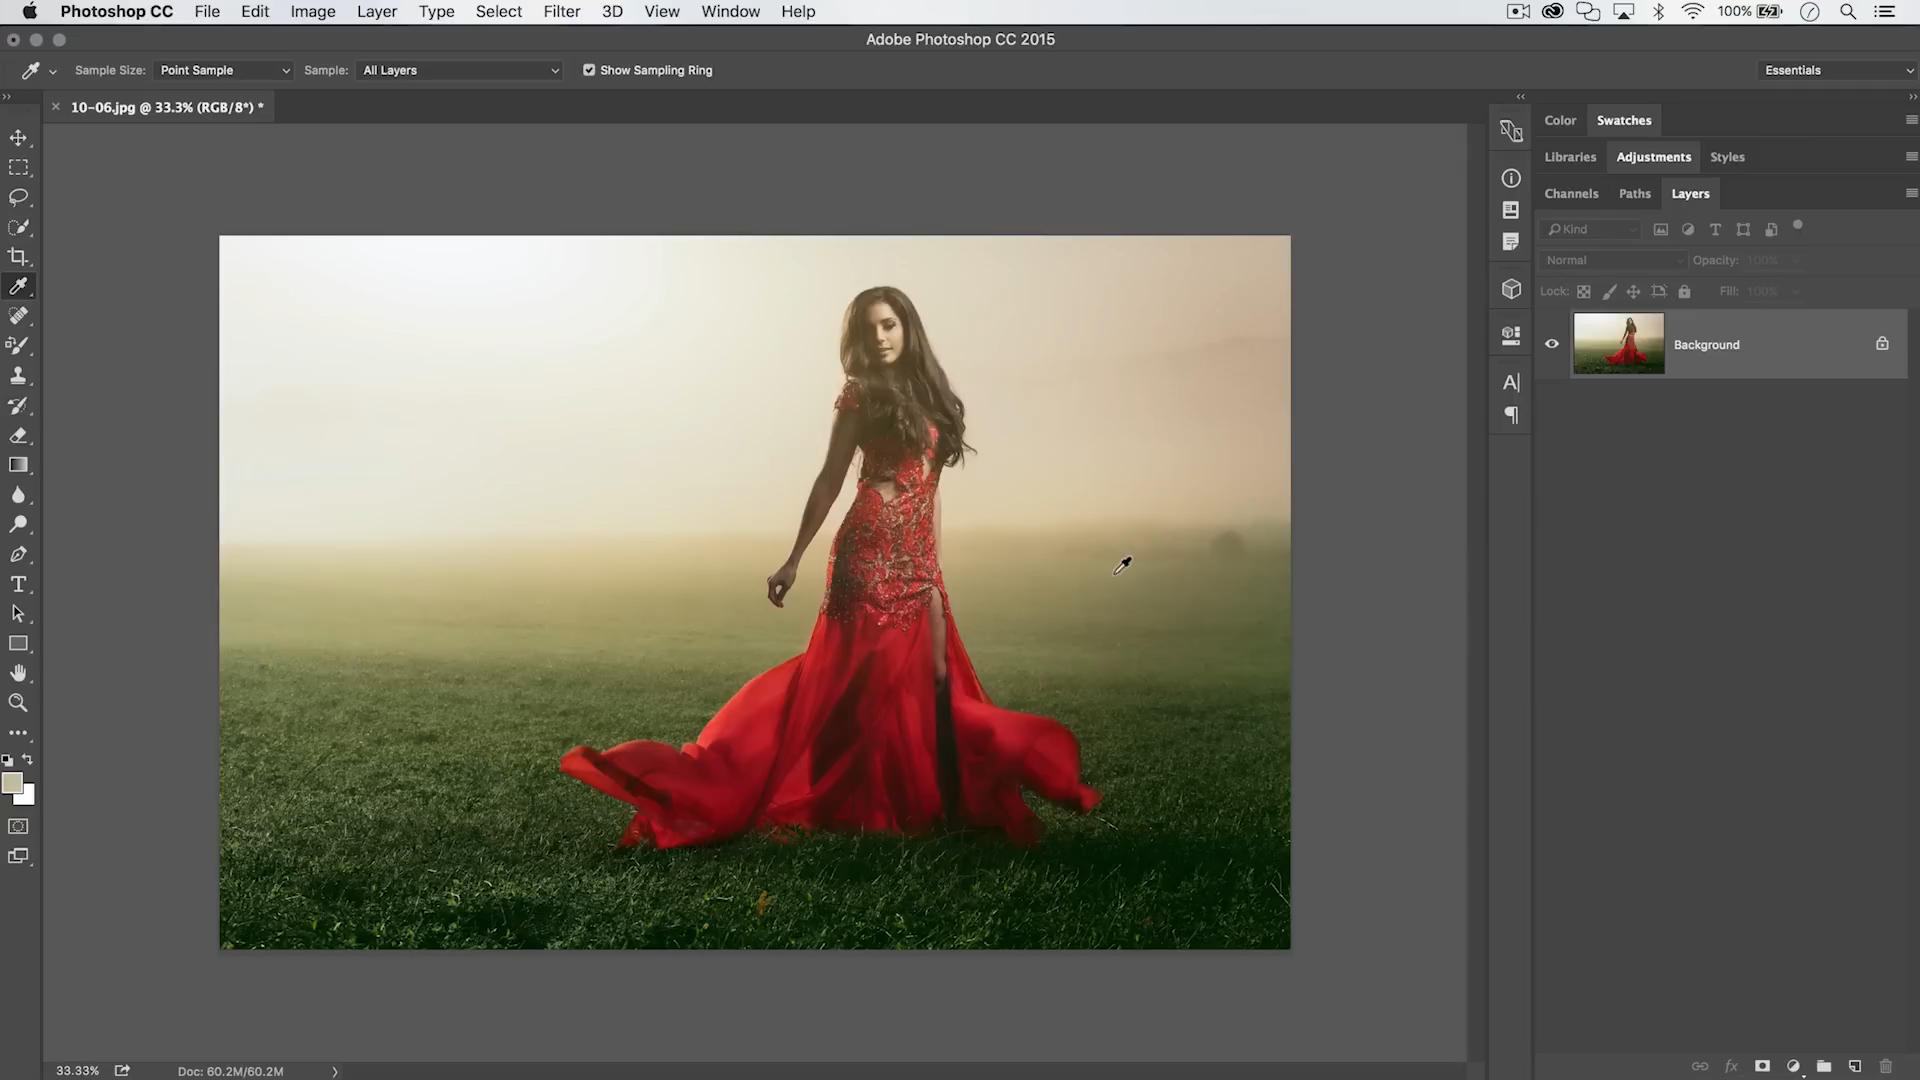 Photoshop CC File Edit Image Layer Type Select Filter 3D View Window Help 100%
Adobe Photoshop CC 2015
Sample Size: Point Sample Sample: All Layers Show Sampling Ring Essentials
10-06.jpg @ 33.3% (RGB/8*) *
Color Swatches
Libraries Adjustments Styles
Channels Paths Layers
Kind
Normal Opacity: 100%
Lock: Fill: 100%
Background
33.33% Doc: 60.2M/60.2M